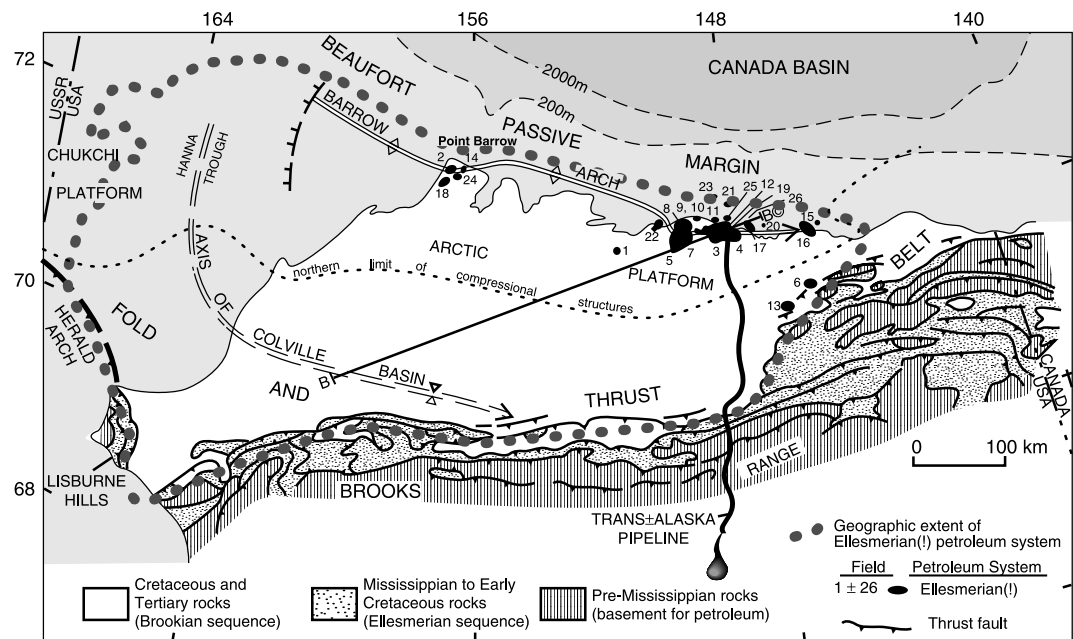 164
156
148
140
72
70
68
USSR
USA
BEAUFORT
PASSIVE
MARGIN
CANADA BASIN
2000m
200m
BARROW
ARCH
Point Barrow
2
14
18
24
HANNA
TROUGH
CHUKCHI
PLATFORM
8
9,
10
11
23
21
25
12
19
26
B©
20
15
16
17
4
3
7
5
22
1
6
13
ARCTIC
PLATFORM
northern limit of compressional
structures
AXIS
OF
COLVILLE
BASIN
B
FOLD
AND
THRUST
BELT
HERALD
ARCH
LISBURNE
HILLS
BROOKS
RANGE
CANADA
USA
0
100 km
TRANS±ALASKA
PIPELINE
Geographic extent of
Ellesmerian(!) petroleum system
Field
Petroleum System
1 ± 26
Ellesmerian(!)
Thrust fault
Cretaceous and
Tertiary rocks
(Brookian sequence)
Mississippian to Early
Cretaceous rocks
(Ellesmerian sequence)
Pre-Mississippian rocks
(basement for petroleum)